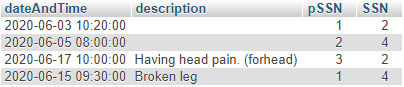 dateAndTime description pSSN SSN
2020-06-03 10:20:00 1 2
2020-06-05 08:00:00 2 4
2020-06-17 10:00:00 Having head pain. (forhead) 3 2
2020-06-15 09:30:00 Broken leg 1 4